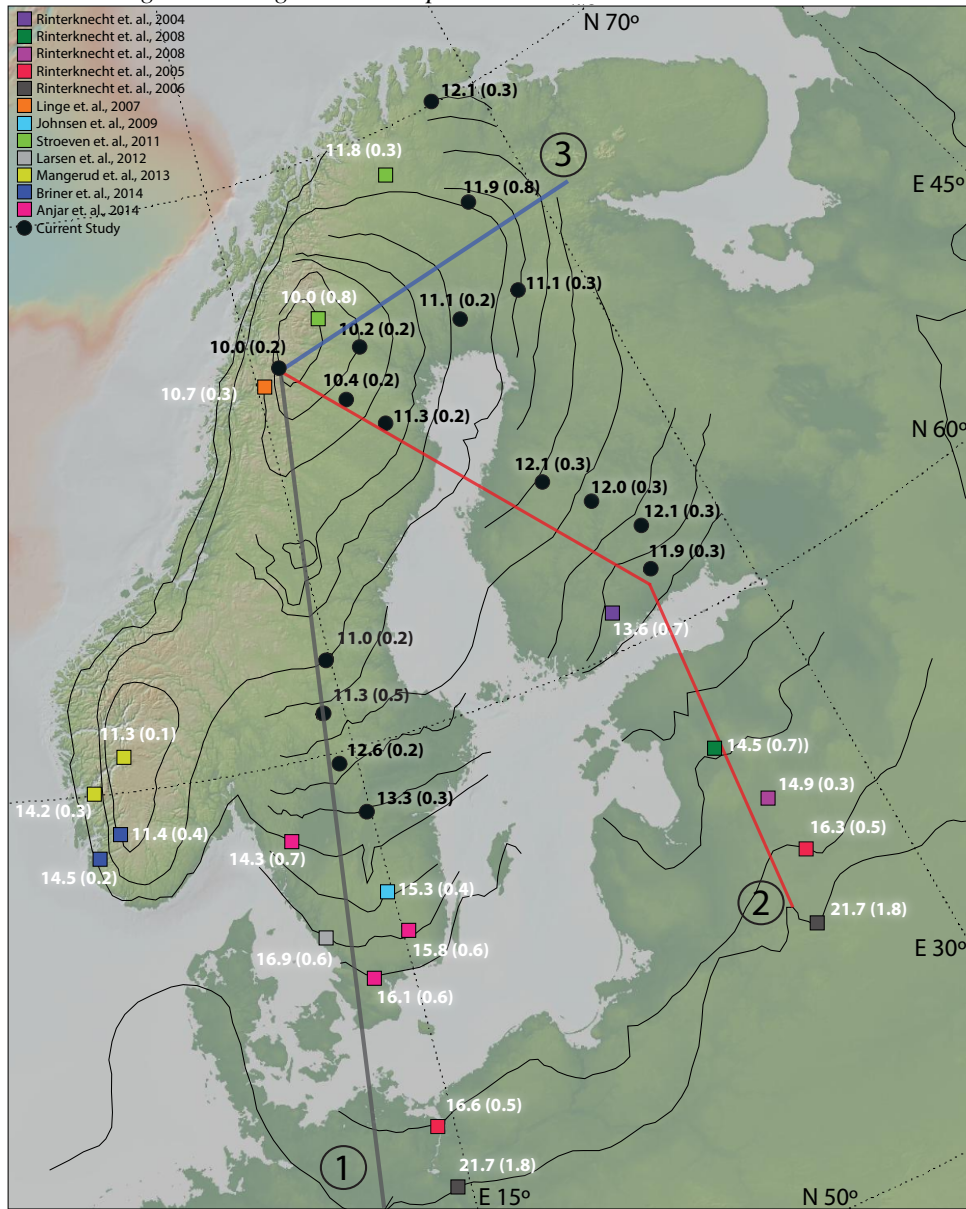 N 70º
Rinterknecht et. al., 2004
Rinterknecht et. al., 2008
Rinterknecht et. al., 2008
Rinterknecht et. al., 2005
Rinterknecht et. al., 2006
Linge et. al., 2007
Johnsen et. al., 2009
Stroeven et. al., 2011
Larsen et. al., 2012
Mangerud et. al., 2013
Briner et. al., 2014
Anjar et. al., 2014
Current Study
12.1 (0.3)
11.8 (0.3)
3
E 45º
11.9 (0.8)
11.1 (0.3)
10.0 (0.8)
11.1 (0.2)
10.2 (0.2)
10.0 (0.2)
10.7 (0.3)
10.4 (0.2)
11.3 (0.2)
N 60º
12.1 (0.3)
12.0 (0.3)
12.1 (0.3)
11.9 (0.3)
13.6 (0.7)
11.0 (0.2)
11.3 (0.5)
11.3 (0.1)
12.6 (0.2)
14.5 (0.7))
14.9 (0.3)
14.2 (0.3)
13.3 (0.3)
11.4 (0.4)
16.3 (0.5)
14.3 (0.7)
14.5 (0.2)
15.3 (0.4)
2
21.7 (1.8)
15.8 (0.6)
16.9 (0.6)
E 30º
16.1 (0.6)
16.6 (0.5)
1
21.7 (1.8)
E 15º
N 50º